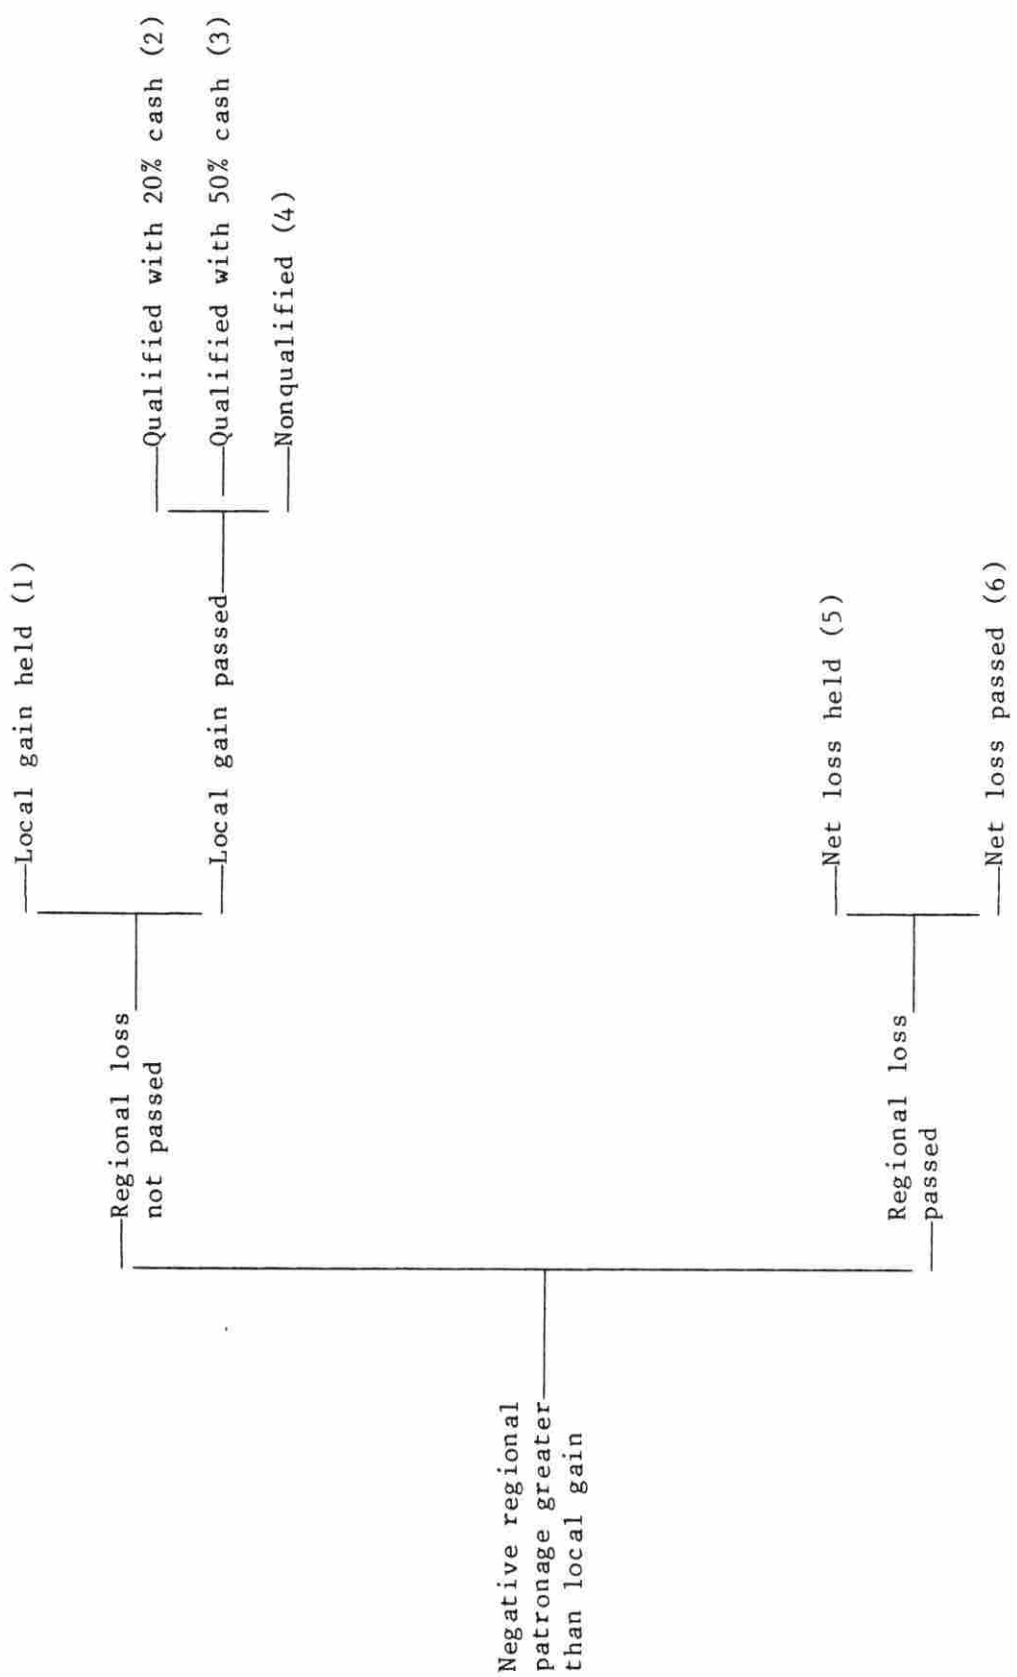 Negative regional
patronage greater
than local gain
Regional loss
not passed
Local gain held (1)
Local gain passed
Qualified with 20% cash (2)
Qualified with 50% cash (3)
Nonqualified (4)
Regional loss
passed
Net loss held (5)
Net loss passed (6)